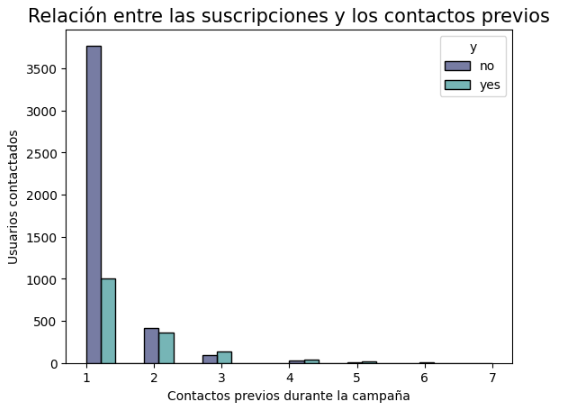 Relación entre las suscripciones y los contactos previos
y
no
yes
3500
3000
2500
2000
1500
1000
500
0
Usuarios contactados
1 2 3 4 5 6 7
Contactos previos durante la campaña